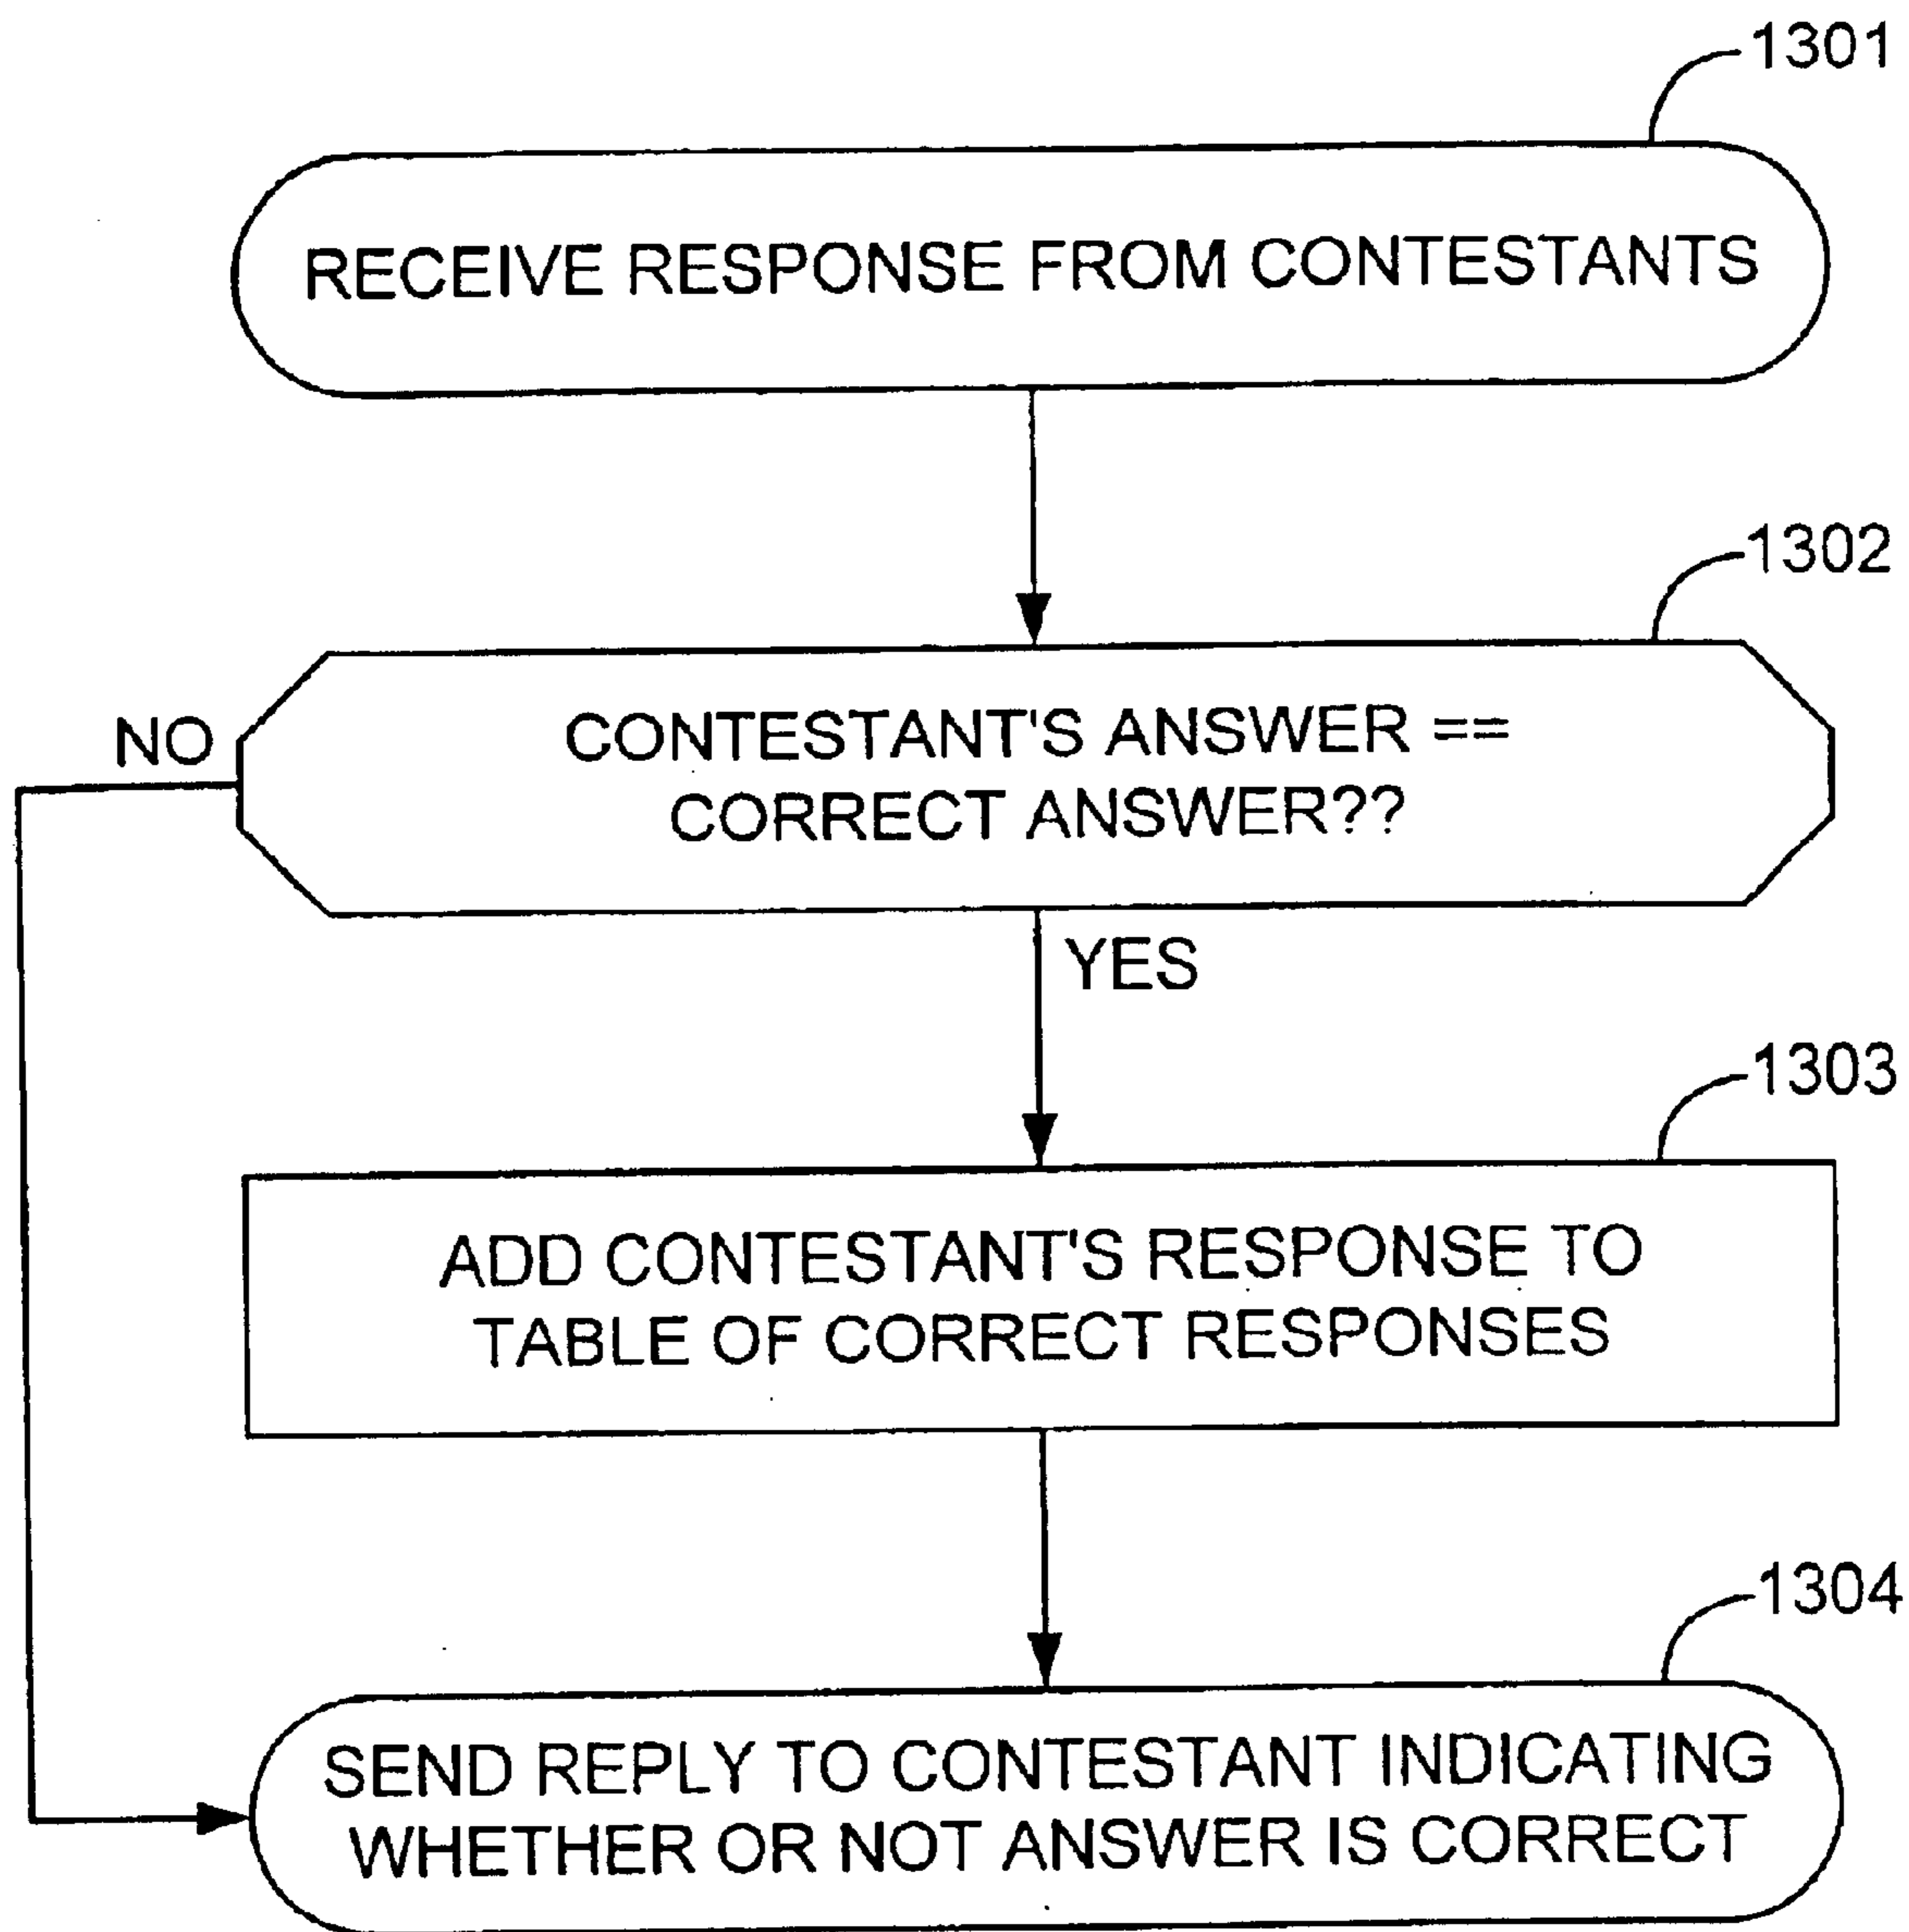 1301
RECEIVE RESPONSE FROM CONTESTANTS
1302
NO
CONTESTANT'S ANSWER ==
CORRECT ANSWER??
YES
1303
ADD CONTESTANT'S RESPONSE TO
TABLE OF CORRECT RESPONSES
1304
SEND REPLY TO CONTESTANT INDICATING
WHETHER OR NOT ANSWER IS CORRECT